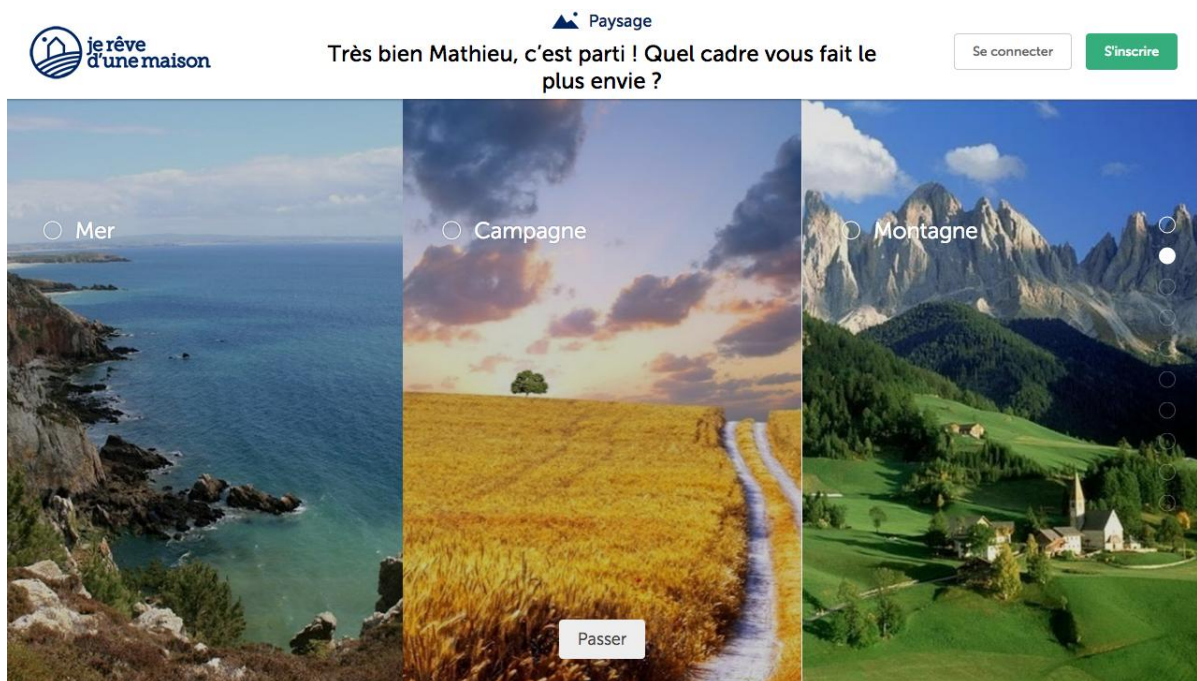 je rêve
d'une maison
Paysage
Très bien Mathieu, c’est parti ! Quel cadre vous fait le
plus envie ?
Se connecter
S'inscrire
Mer
Campagne
Montagne
Passer